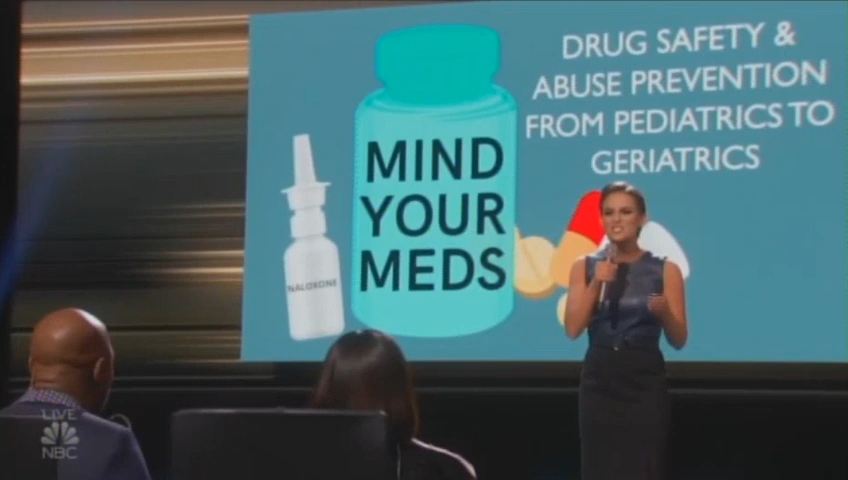 DRUG SAFETY &
ABUSE PREVENTION
FROM PEDIATRICS TO
GERIATRICS
MIND
YOUR
MEDS
NALOXONE
LIVE
NBC